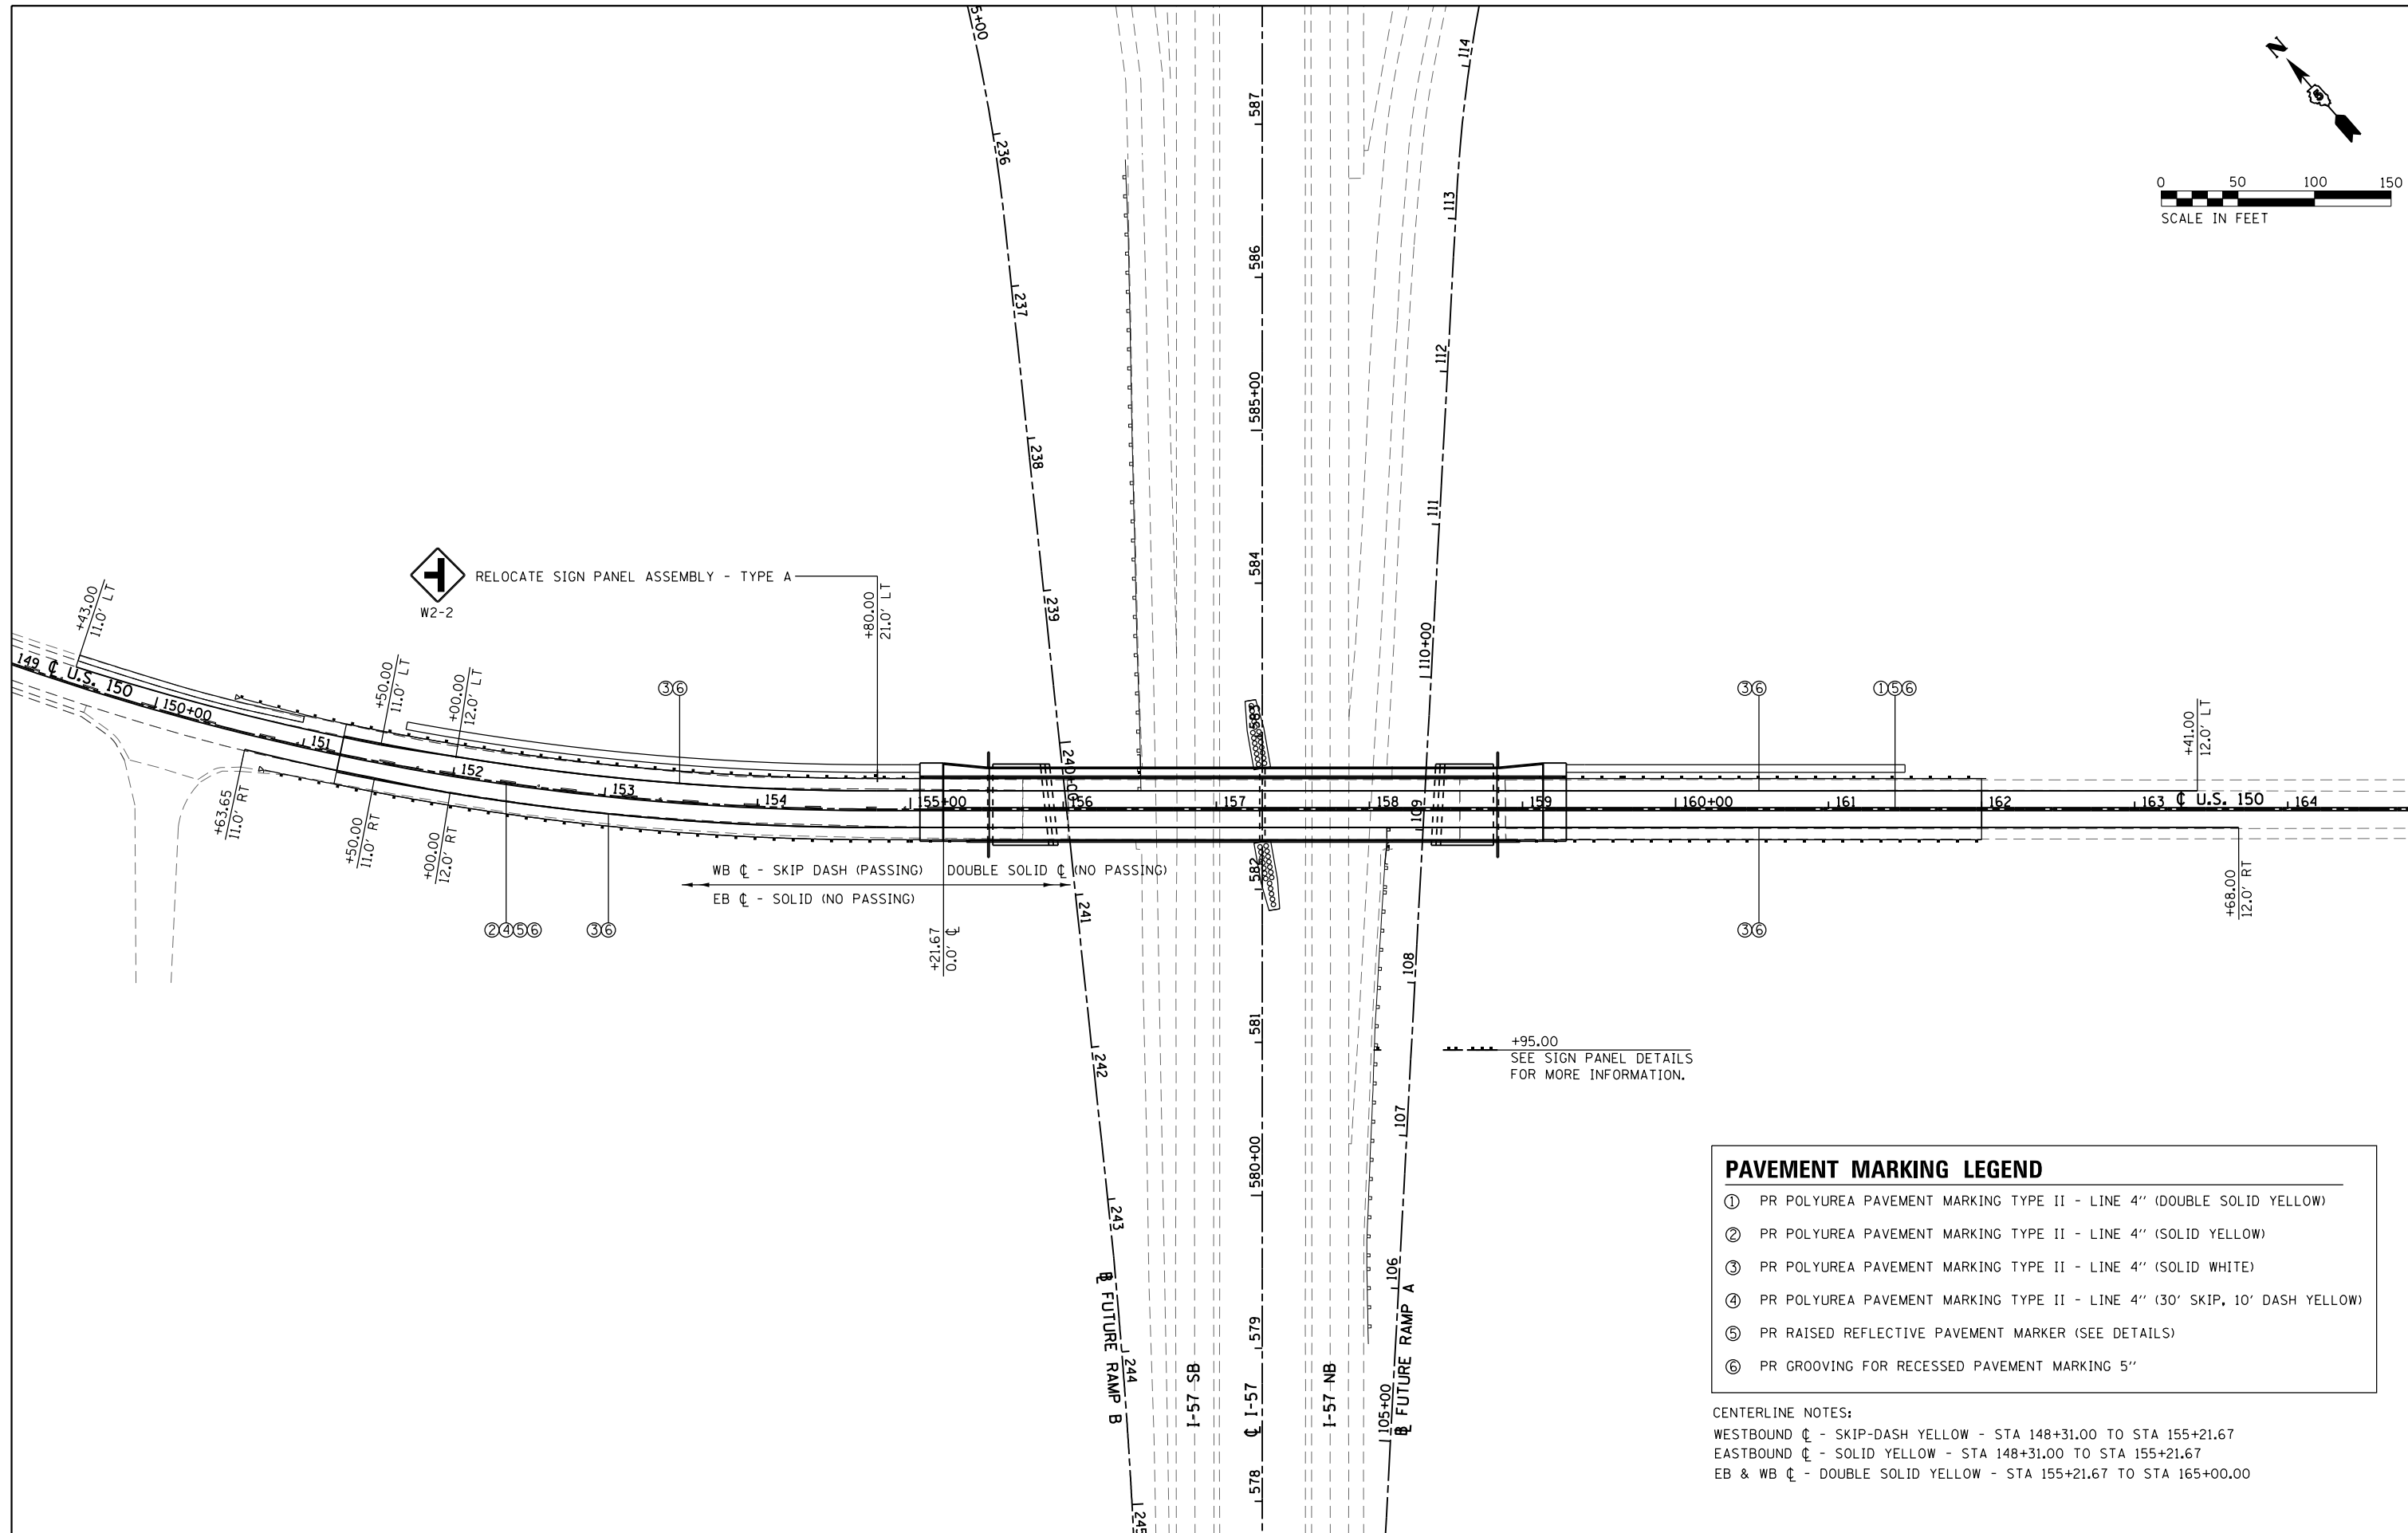 5+00
236
237
238
239
240+00
241
242
243
244
245
℄ FUTURE RAMP B
587
586
585+00
584
583
582
581
580+00
579
578
I-57 SB
℄ I-57
I-57 NB
114
113
112
111
110+00
109
108
107
106
105+00
FUTURE RAMP A
N
5
0 50 100 150
SCALE IN FEET
W2-2
RELOCATE SIGN PANEL ASSEMBLY - TYPE A
+80.00
21.0' LT
+43.00
11.0' LT
+50.00
11.0' LT
+00.00
12.0' LT
③⑥
③⑥
①⑤⑥
+41.00
12.0' LT
149 ℄ U.S. 150
150+00
151
152
153
154
155+00
156
157
158
159
160+00
161
162
163
℄ U.S. 150
164
+63.65
11.0' RT
+50.00
11.0' RT
+00.00
12.0' RT
②④⑤⑥
③⑥
WB ℄ - SKIP DASH (PASSING)
DOUBLE SOLID ℄ (NO PASSING)
EB ℄ - SOLID (NO PASSING)
+21.67
0.0' ℄
③⑥
+68.00
12.0' RT
+95.00
SEE SIGN PANEL DETAILS
FOR MORE INFORMATION.
PAVEMENT MARKING LEGEND
① PR POLYUREA PAVEMENT MARKING TYPE II - LINE 4'' (DOUBLE SOLID YELLOW)
② PR POLYUREA PAVEMENT MARKING TYPE II - LINE 4'' (SOLID YELLOW)
③ PR POLYUREA PAVEMENT MARKING TYPE II - LINE 4'' (SOLID WHITE)
④ PR POLYUREA PAVEMENT MARKING TYPE II - LINE 4'' (30' SKIP, 10' DASH YELLOW)
⑤ PR RAISED REFLECTIVE PAVEMENT MARKER (SEE DETAILS)
⑥ PR GROOVING FOR RECESSED PAVEMENT MARKING 5''
CENTERLINE NOTES:
WESTBOUND ℄ - SKIP-DASH YELLOW - STA 148+31.00 TO STA 155+21.67
EASTBOUND ℄ - SOLID YELLOW - STA 148+31.00 TO STA 155+21.67
EB & WB ℄ - DOUBLE SOLID YELLOW - STA 155+21.67 TO STA 165+00.00